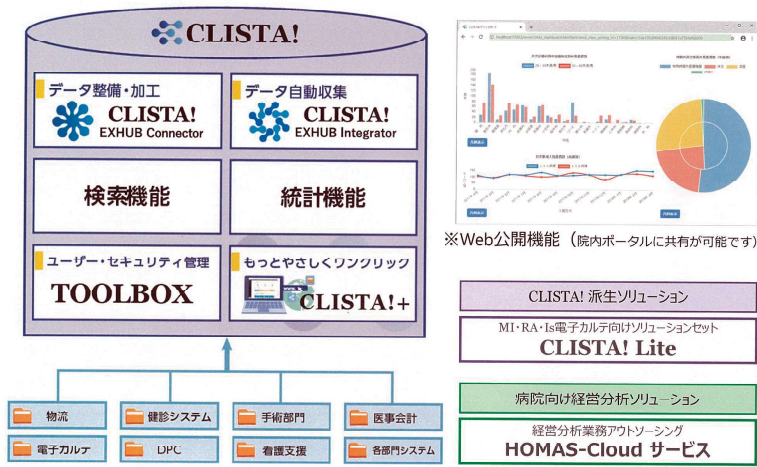 CLISTA!
データ整備・加工
CLISTA!
EXHUB Connector
データ自動収集
CLISTA!
EXHUB Integrator
検索機能
統計機能
ユーザー・セキュリティ管理
TOOLBOX
もっとやさしくワンクリック
CLISTA!+
物流
健診システム
手術部門
医事会計
電子カルテ
DPC
看護支援
各部門システム
※Web公開機能（院内ポータルに共有が可能です）
CLISTA! 派生ソリューション
MI・RA・Is電子カルテ向けソリューションセット
CLISTA! Lite
病院向け経営分析ソリューション
経営分析業務アウトソーシング
HOMAS-Cloud サービス